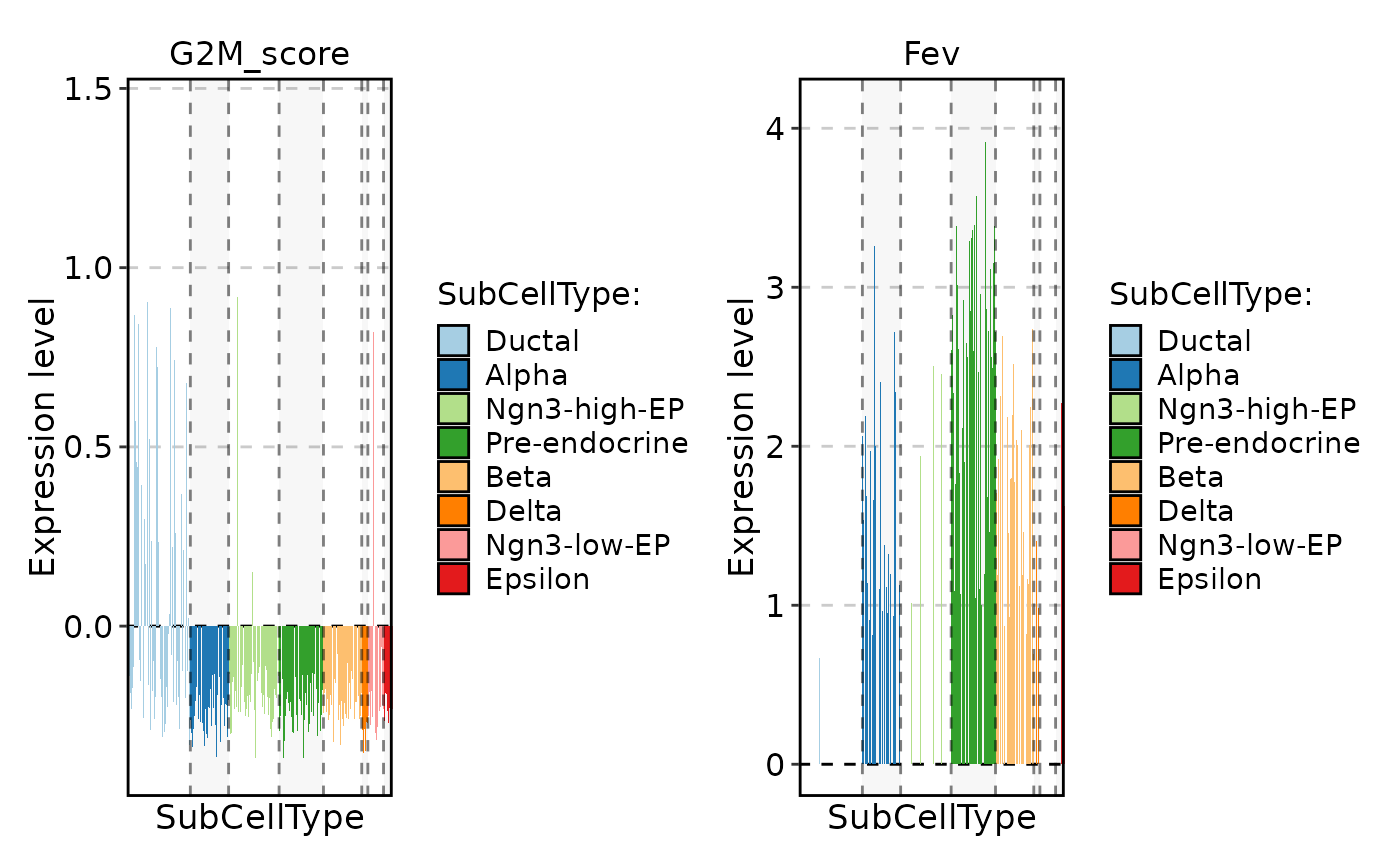 G2M_score
1.5
1.0
0.5
0.0
Expression level
SubCellType
SubCellType:
Ductal
Alpha
Ngn3-high-EP
Pre-endocrine
Beta
Delta
Ngn3-low-EP
Epsilon
Fev
4
3
2
1
0
Expression level
SubCellType
SubCellType:
Ductal
Alpha
Ngn3-high-EP
Pre-endocrine
Beta
Delta
Ngn3-low-EP
Epsilon